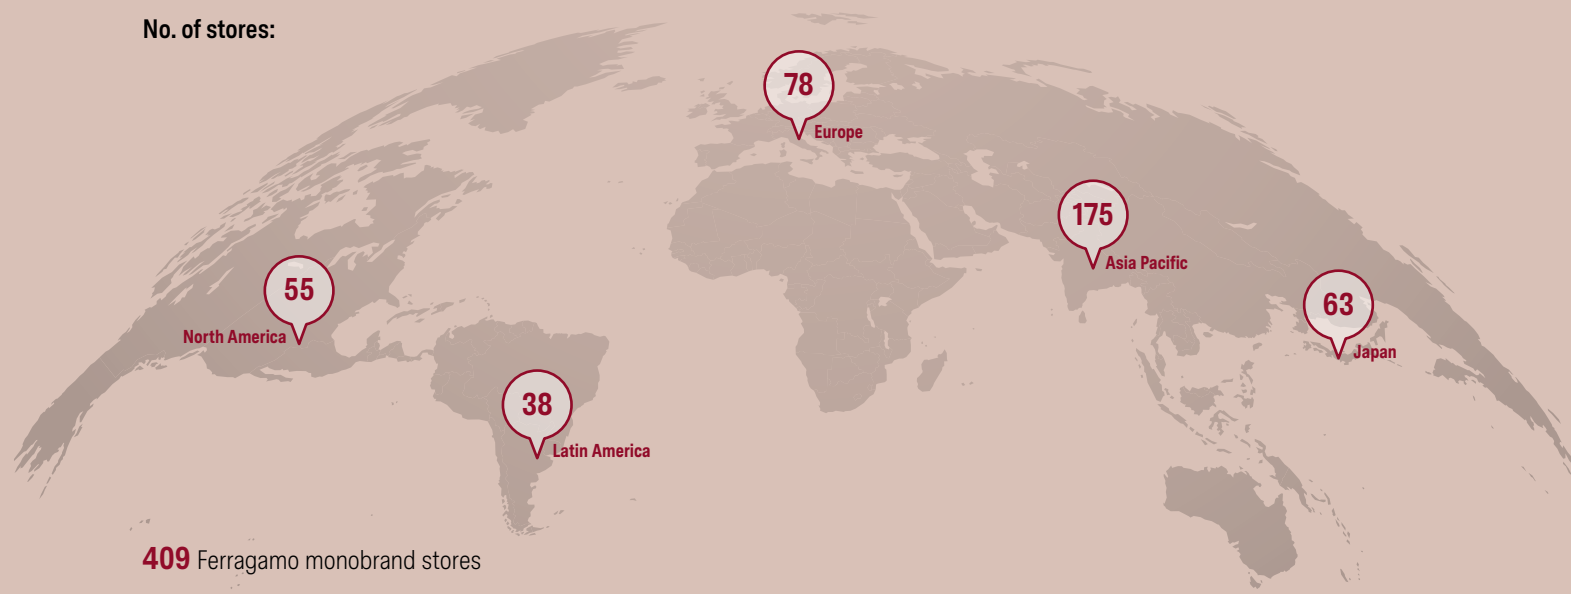 No. of stores:
78
Europe
175
Asia Pacific
55
North America
63
Japan
38
Latin America
409 Ferragamo monobrand stores